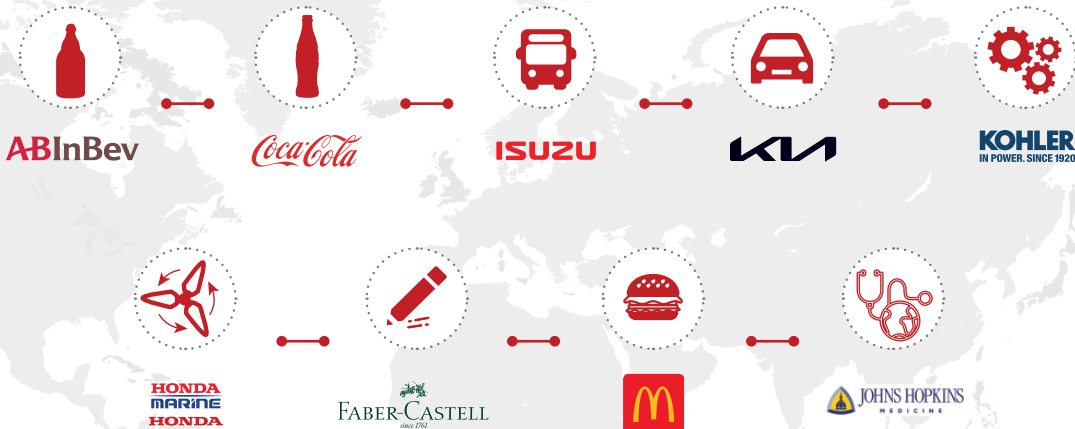 ABInBev
Coca-Cola
ISUZU
KIA
KOHLER
IN POWER. SINCE 1920
HONDA
MARINE
HONDA
FABER-CASTELL
since 1761
M
JOHNS HOPKINS
MEDICINE